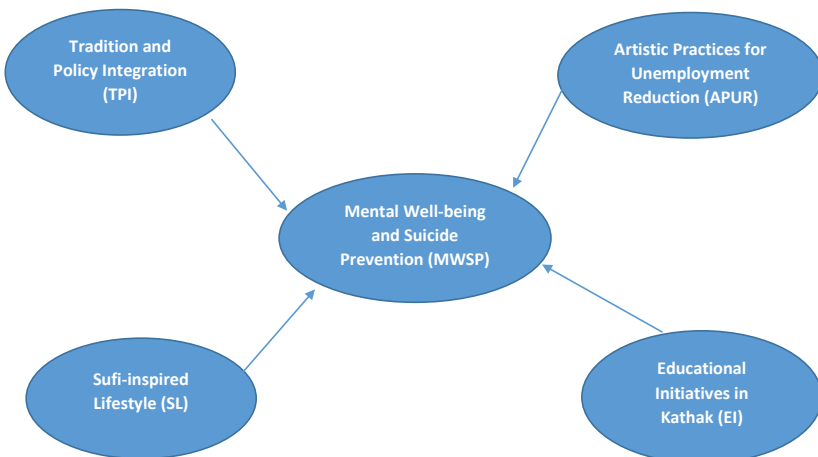 Tradition and
Policy Integration
(TPI)
Artistic Practices for
Unemployment
Reduction (APUR)
Mental Well-being
and Suicide
Prevention (MWSP)
Sufi-inspired
Lifestyle (SL)
Educational
Initiatives in
Kathak (EI)